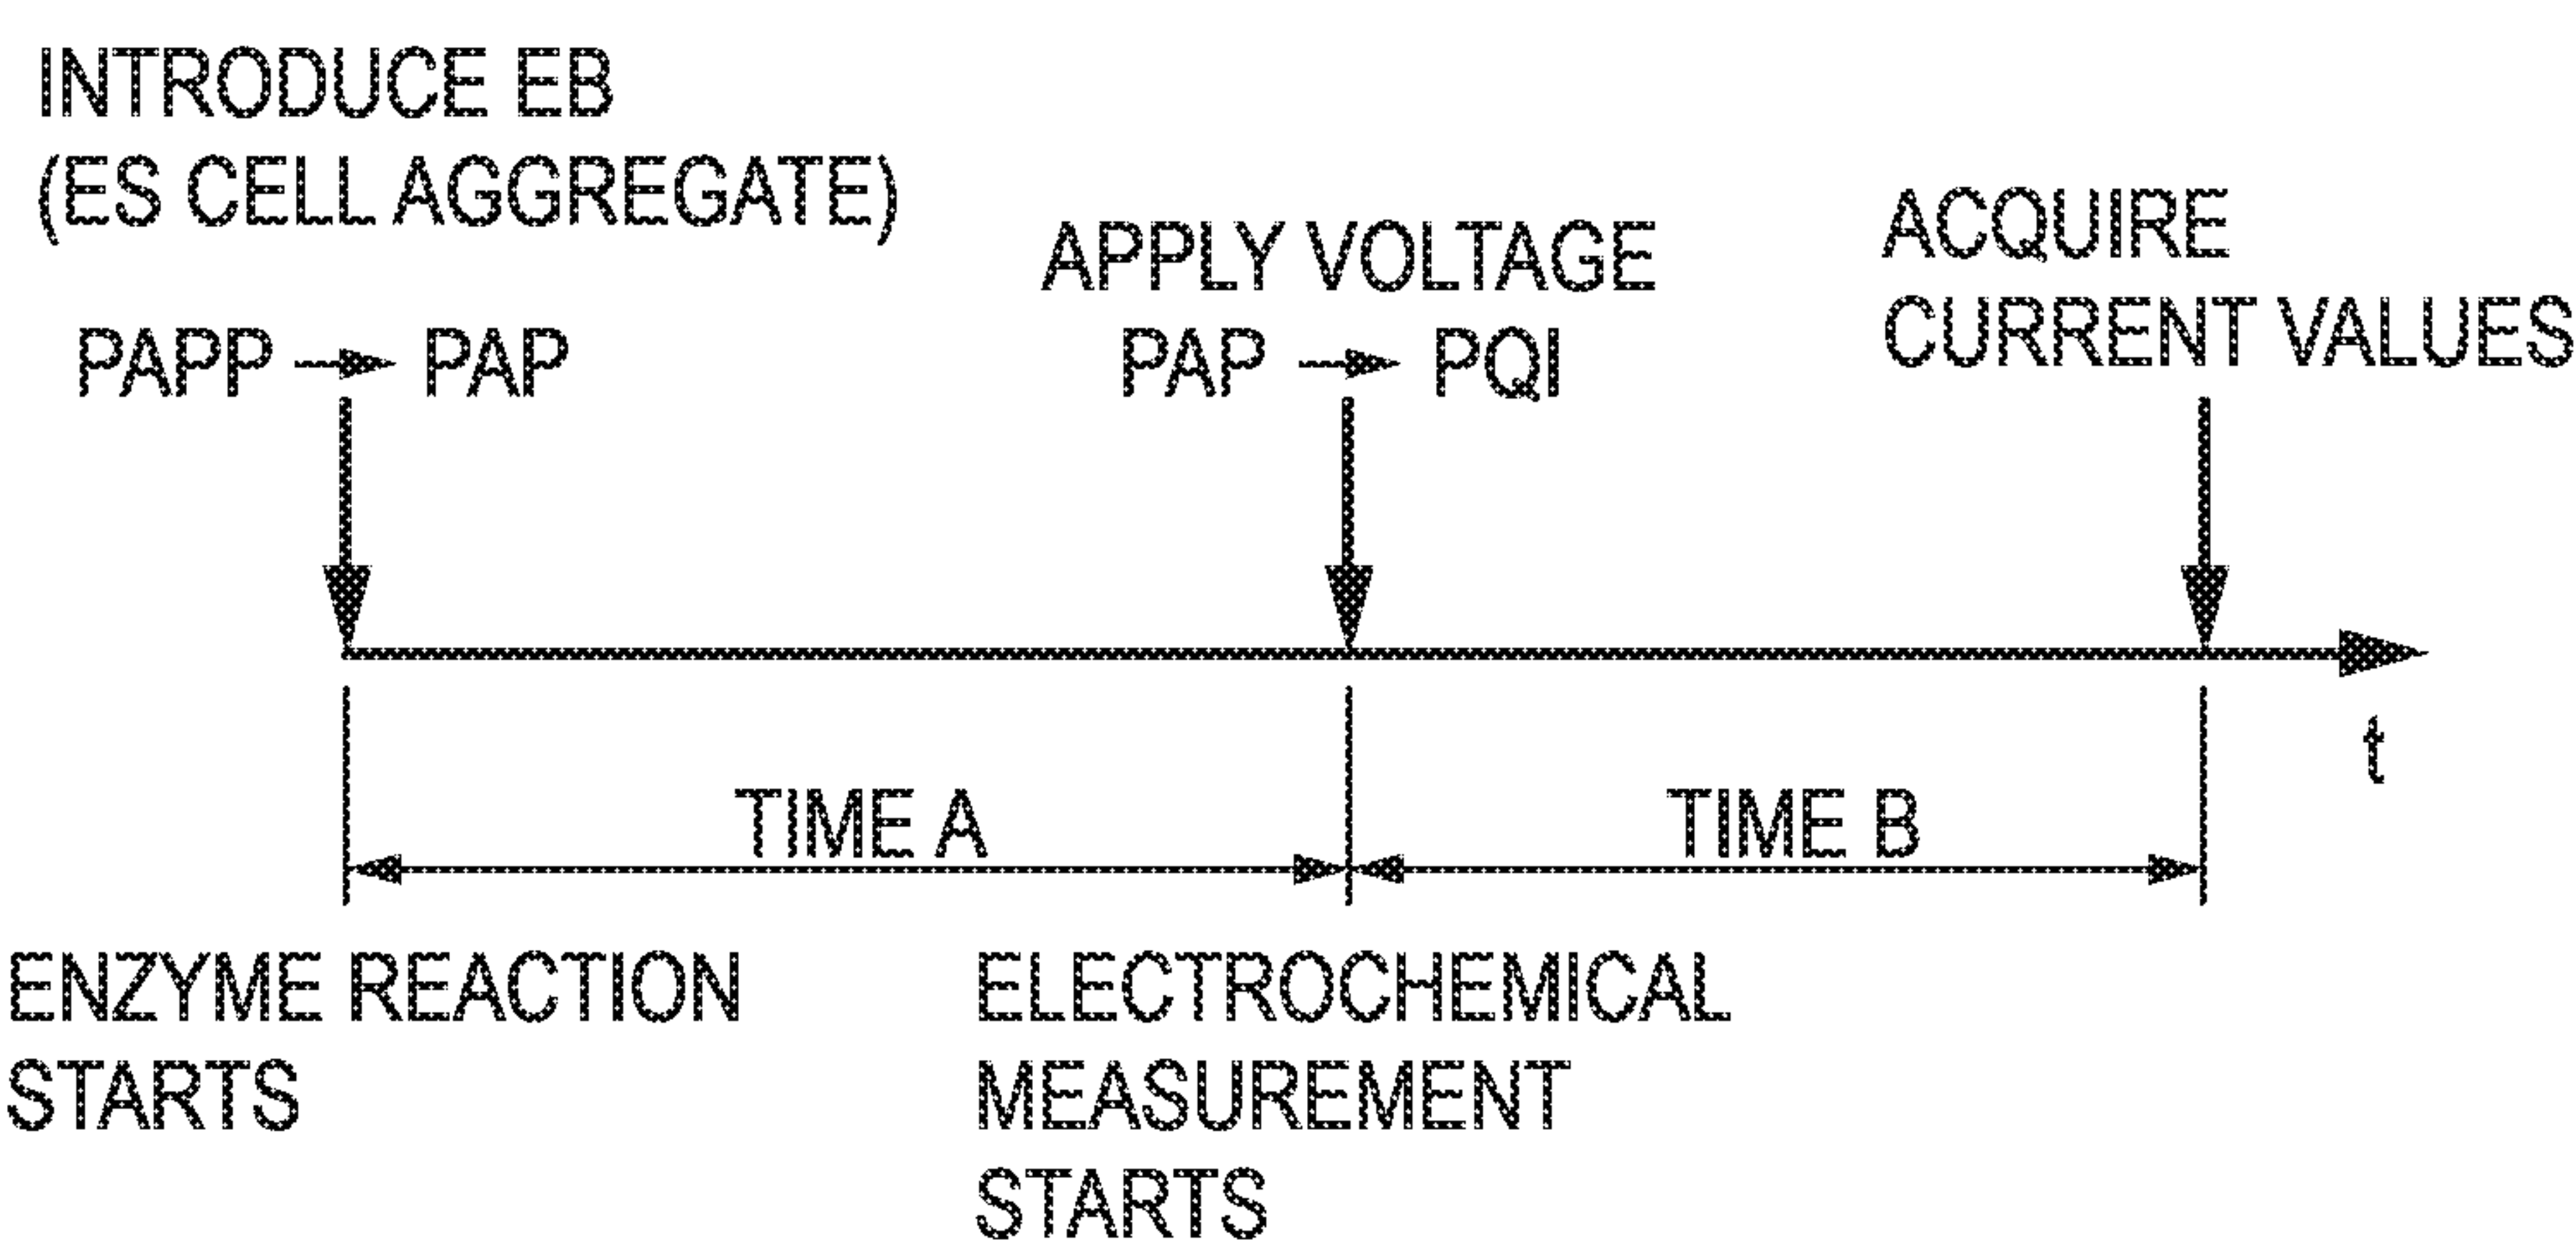 INTRODUCE EB
(ES CELL AGGREGATE)
PAPP → PAP
APPLY VOLTAGE
PAP → PQI
ACQUIRE
CURRENT VALUES
t
TIME A
TIME B
ENZYME REACTION
STARTS
ELECTROCHEMICAL
MEASUREMENT
STARTS